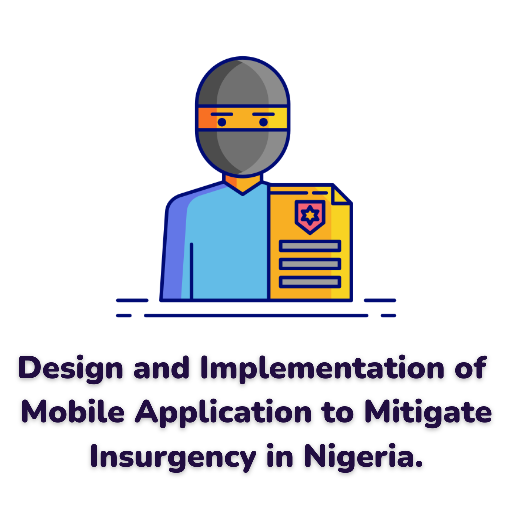 Design and Implementation of
Mobile Application to Mitigate
Insurgency in Nigeria.